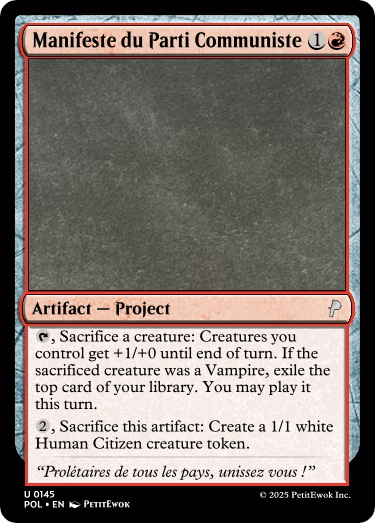 Manifeste du Parti Communiste 1
Artifact — Project
, Sacrifice a creature: Creatures you
control get +1/+0 until end of turn. If the
sacrificed creature was a Vampire, exile the
top card of your library. You may play it
this turn.
2, Sacrifice this artifact: Create a 1/1 white
Human Citizen creature token.
“Prolétaires de tous les pays, unissez vous !”
U 0145
POL • EN PetitEwok
© 2025 PetitEwok Inc.